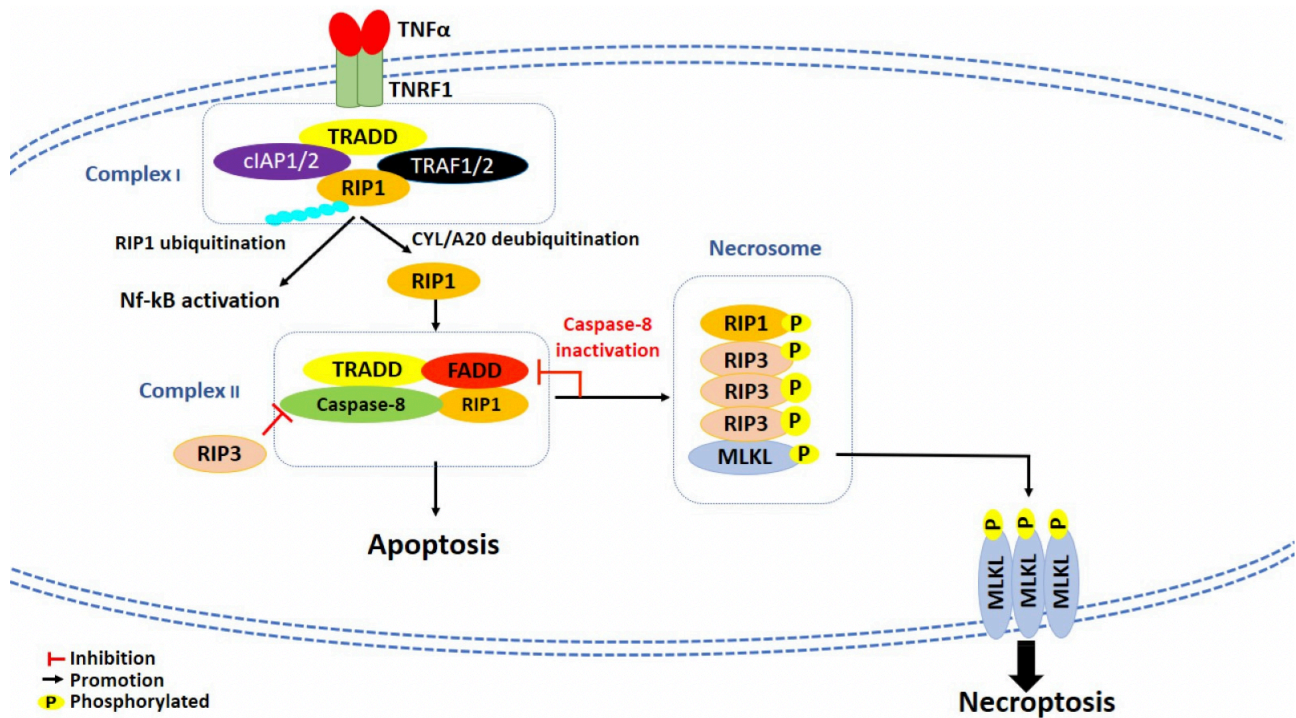 TNFα
TNRF1
TRADD
cIAP1/2
TRAF1/2
Complex I
RIP1
RIP1 ubiquitination
CYL/A20 deubiquitination
Necrosome
Nf-kB activation
RIP1
RIP1 P
Caspase-8
inactivation
RIP3 P
TRADD
FADD
RIP3 P
Complex II
Caspase-8
RIP1
RIP3 P
RIP3
MLKL P
Apoptosis
P P P
MLKL MLKL MLKL
Inhibition
Promotion
P Phosphorylated
Necroptosis